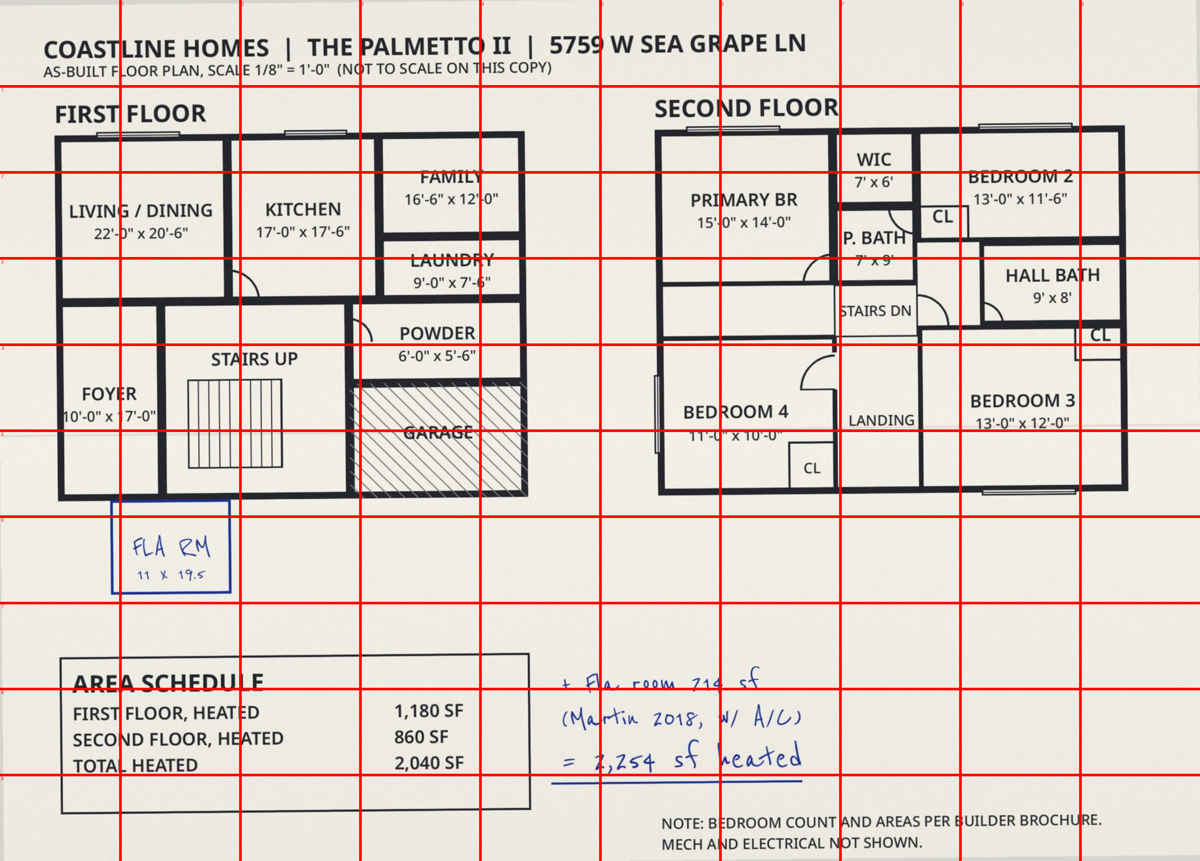 COASTLINE HOMES | THE PALMETTO II | 5759 W SEA GRAPE LN
AS-BUILT FLOOR PLAN, SCALE 1/8" = 1'-0" (NOT TO SCALE ON THIS COPY)
FIRST FLOOR
LIVING / DINING
22'-0" x 20'-6"
KITCHEN
17'-0" x 17'-6"
FAMILY
16'-6" x 12'-0"
LAUNDRY
9'-0" x 7'-6"
POWDER
6'-0" x 5'-6"
FOYER
10'-0" x 17'-0"
STAIRS UP
GARAGE
FLA RM
11 x 19.5
SECOND FLOOR
PRIMARY BR
15'-0" x 14'-0"
WIC
7' x 6'
BEDROOM 2
13'-0" x 11'-6"
CL
P. BATH
7' x 9'
HALL BATH
9' x 8'
STAIRS DN
CL
BEDROOM 4
11'-0" x 10'-0"
CL
LANDING
BEDROOM 3
13'-0" x 12'-0"
AREA SCHEDULE
FIRST FLOOR, HEATED 1,180 SF
SECOND FLOOR, HEATED 860 SF
TOTAL HEATED 2,040 SF
+ Fla. room 214 sf
(Martin 2018, w/ A/C)
= 2,254 sf heated
NOTE: BEDROOM COUNT AND AREAS PER BUILDER BROCHURE.
MECH AND ELECTRICAL NOT SHOWN.